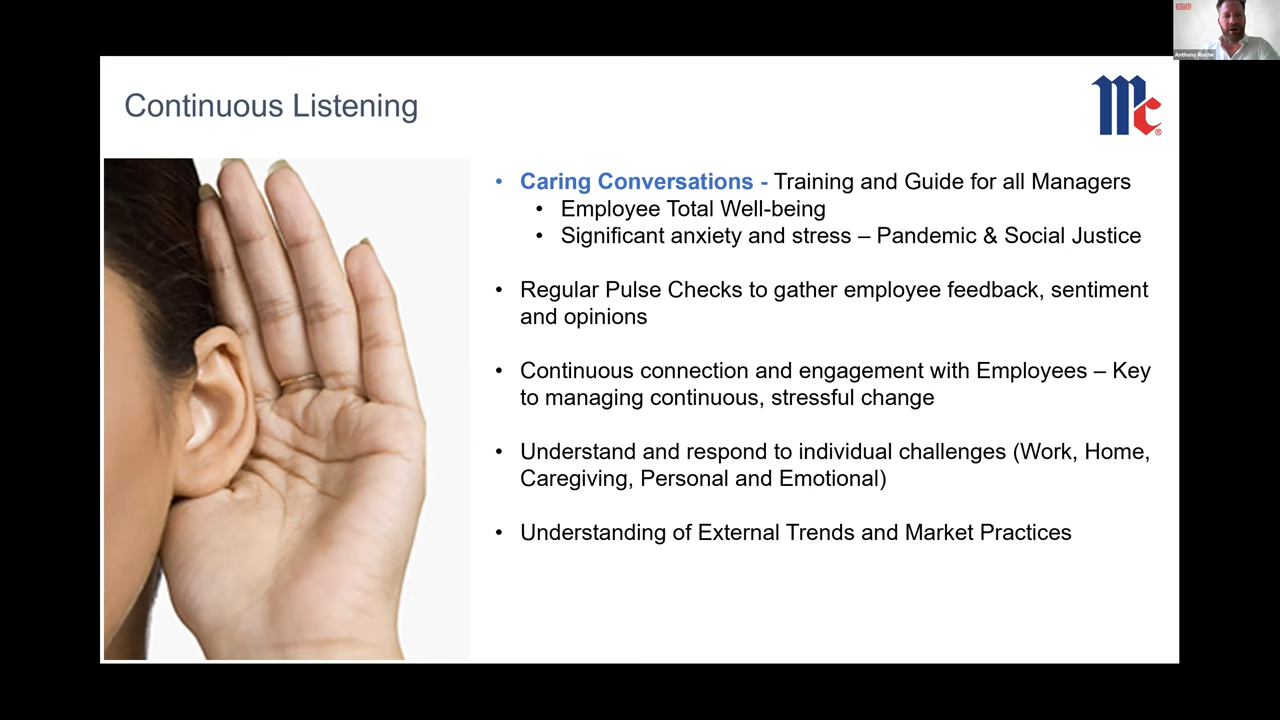 Continuous Listening
Mc®
• Caring Conversations - Training and Guide for all Managers
• Employee Total Well-being
• Significant anxiety and stress – Pandemic & Social Justice
• Regular Pulse Checks to gather employee feedback, sentiment
and opinions
• Continuous connection and engagement with Employees – Key
to managing continuous, stressful change
• Understand and respond to individual challenges (Work, Home,
Caregiving, Personal and Emotional)
• Understanding of External Trends and Market Practices
Anthony Roche